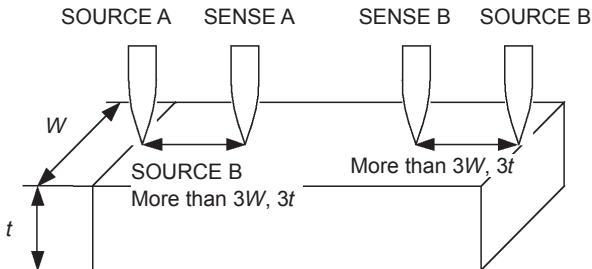 SOURCE A SENSE A SENSE B SOURCE B
W
SOURCE B
More than 3W, 3t
More than 3W, 3t
t